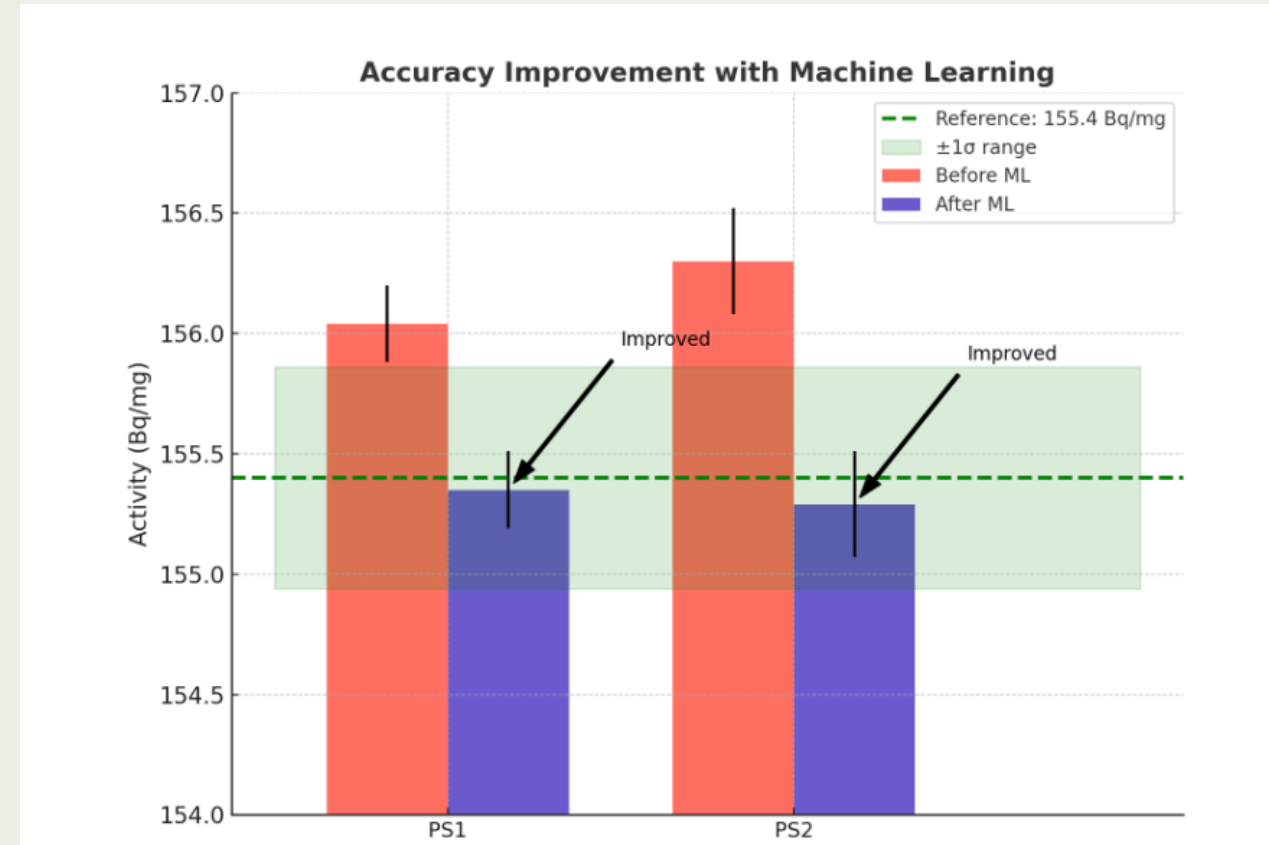 Accuracy Improvement with Machine Learning
157.0
156.5
156.0
155.5
155.0
154.5
154.0
Activity (Bq/mg)
Reference: 155.4 Bq/mg
±1σ range
Before ML
After ML
Improved
Improved
PS1
PS2